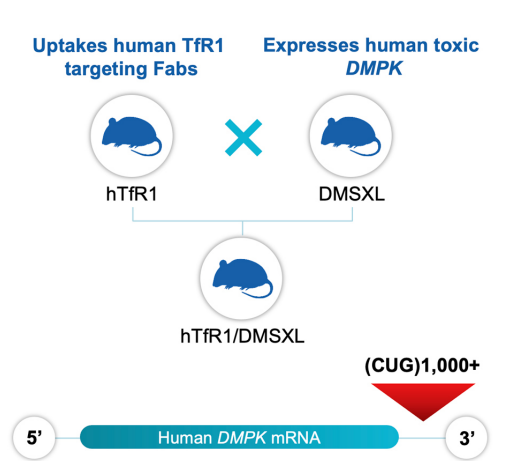 Uptakes human TfR1
targeting Fabs
Expresses human toxic
DMPK
hTfR1
DMSXL
hTfR1/DMSXL
(CUG)1,000+
5’
Human DMPK mRNA
3’